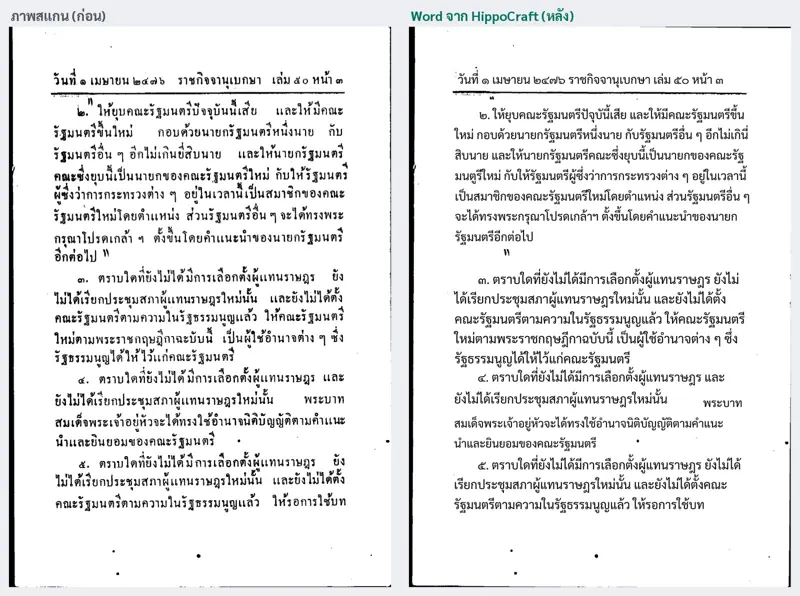 ภาพสแกน (ก่อน)
วันที่ ๑ เมษายน ๒๔๗๖ ราชกิจจานุเบกษา เล่ม ๕๐ หน้า ๓
๒." ให้ยุบคณะรัฐมนตรีปัจจุบันนี้เสีย และให้มีคณะ
รัฐมนตรีขึ้นใหม่ กอบด้วยนายกรัฐมนตรีหนึ่งนาย กับ
รัฐมนตรีอื่น ๆ อีกไม่เกินยี่สิบนาย และให้นายกรัฐมนตรี
คณะซึ่งยุบนี้เป็นนายกของคณะรัฐมนตรีใหม่ กับให้รัฐมนตรี
ผู้ซึ่งว่าการกระทรวงต่าง ๆ อยู่ในเวลานี้เป็นสมาชิกของคณะ
รัฐมนตรีใหม่โดยตำแหน่ง ส่วนรัฐมนตรีอื่น ๆ จะได้ทรงพระ
กรุณาโปรดเกล้า ฯ ตั้งขึ้นโดยคำแนะนำของนายกรัฐมนตรี
อีกต่อไป "
๓. ตราบใดที่ยังไม่ได้มีการเลือกตั้งผู้แทนราษฎร ยัง
ไม่ได้เรียกประชุมสภาผู้แทนราษฎรใหม่นั้น และยังไม่ได้ตั้ง
คณะรัฐมนตรีตามความในรัฐธรรมนูญแล้ว ให้คณะรัฐมนตรี
ใหม่ตามพระราชกฤษฎีกาฉะบับนี้ เป็นผู้ใช้อำนาจต่าง ๆ ซึ่ง
รัฐธรรมนูญได้ให้ไว้แก่คณะรัฐมนตรี
๔. ตราบใดที่ยังไม่ได้มีการเลือกตั้งผู้แทนราษฎร และ
ยังไม่ได้เรียกประชุมสภาผู้แทนราษฎรใหม่นั้น พระบาท
สมเด็จพระเจ้าอยู่หัวจะได้ทรงใช้อำนาจนิติบัญญัติตามคำแนะ
นำและยินยอมของคณะรัฐมนตรี
๕. ตราบใดที่ยังไม่ได้มีการเลือกตั้งผู้แทนราษฎร ยัง
ไม่ได้เรียกประชุมสภาผู้แทนราษฎรใหม่นั้น และยังไม่ได้ตั้ง
คณะรัฐมนตรีตามความในรัฐธรรมนูญแล้ว ให้รอการใช้บท
Word จาก HippoCraft (หลัง)
วันที่ ๑ เมษายน ๒๔๗๖ ราชกิจจานุเบกษา เล่ม ๕๐ หน้า ๓
๒. ให้ยุบคณะรัฐมนตรีปัจุบันี้เสีย และให้มีคณะรัฐมนตรีขึ้น
ใหม่ กอบด้วยนายกรัฐมนตรีหนึ่งนาย กับรัฐมนตรีอื่น ๆ อีกไม่เกินี่
สิบนาย และให้นายกรัฐมนตรีคณะซึ่งยุบนี้เป็นนายกของคณะรัฐ
มนตรีใหม่ กับให้รัฐมนตรีผู้ซึ่งว่าการกระทรวงต่าง ๆ อยู่ในเวลานี้
เป็นสมาชิกของคณะรัฐมนตรีใหม่โดยตำแหน่ง ส่วนรัฐมนตรีอื่น ๆ
จะได้ทรงพระกรุณาโปรดเกล้าฯ ตั้งขึ้นโดยคำแนะนำของนายก
รัฐมนตรีอีกต่อไป
"
๓. ตราบใดที่ยังไม่ได้มีการเลือกตั้งผู้แทนราษฎร ยังไม่
ได้เรียกประชุมสภาผู้แทนราษฎรใหม่นั้น และยังไม่ได้ตั้ง
คณะรัฐมนตรีตามความในรัฐธรรมนูญแล้ว ให้คณะรัฐมนตรี
ใหม่ตามพระราชกฤษฎีกาฉบับนี้ เป็นผู้ใช้อำนาจต่าง ๆ ซึ่ง
รัฐธรรมนูญได้ให้ไว้แก่คณะรัฐมนตรี
๔. ตราบใดที่ยังไม่ได้มีการเลือกตั้งผู้แทนราษฎร และ
ยังไม่ได้เรียกประชุมสภาผู้แทนราษฎรใหม่นั้น พระบาท
สมเด็จพระเจ้าอยู่หัวจะได้ทรงใช้อำนาจนิติบัญญัติตามคำแนะ
นำและยินยอมของคณะรัฐมนตรี
๕. ตราบใดที่ยังไม่ได้มีการเลือกตั้งผู้แทนราษฎร ยังไม่ได้
เรียกประชุมสภาผู้แทนราษฎรใหม่นั้น และยังไม่ได้ตั้งคณะ
รัฐมนตรีตามความในรัฐธรรมนูญแล้ว ให้รอการใช้บท